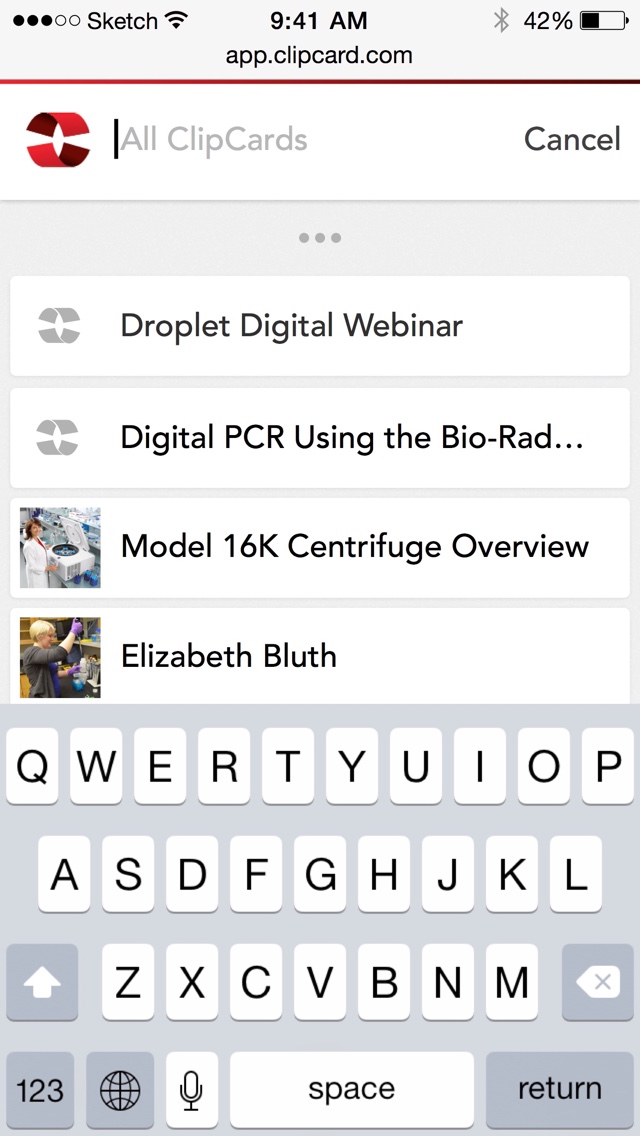 Sketch 9:41 AM 42%
app.clipcard.com
All ClipCards Cancel
Droplet Digital Webinar
Digital PCR Using the Bio-Rad...
Model 16K Centrifuge Overview
Elizabeth Bluth
Q W E R T Y U I O P
A S D F G H J K L
Z X C V B N M
123 space return